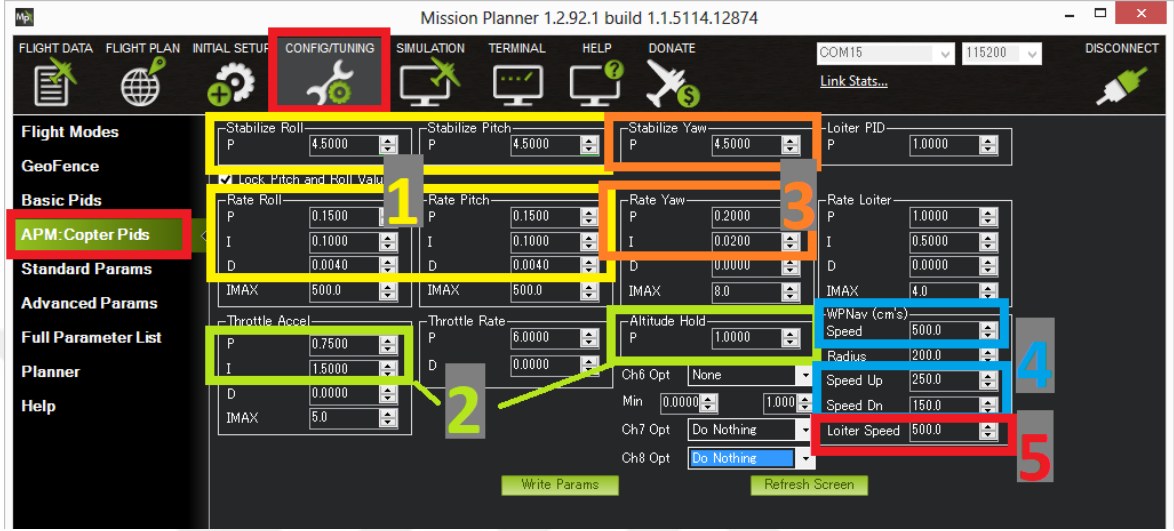 Mp
Mission Planner 1.2.92.1 build 1.1.5114.12874
FLIGHT DATA FLIGHT PLAN INITIAL SETUP CONFIG/TUNING SIMULATION TERMINAL HELP DONATE COM15 115200 DISCONNECT
Link Stats...
Flight Modes
GeoFence
Basic Pids
APM:Copter Pids
Standard Params
Advanced Params
Full Parameter List
Planner
Help
Stabilize Roll Stabilize Pitch Stabilize Yaw Loiter PID
P 4.5000 P 4.5000 P 4.5000 P 1.0000
Lock Pitch and Roll Valu
1
3
Rate Roll Rate Pitch Rate Yaw Rate Loiter
P 0.1500 P 0.1500 P 0.2000 P 1.0000
I 0.1000 I 0.1000 I 0.0200 I 0.5000
D 0.0040 D 0.0040 D 0.0000 D 0.0000
IMAX 500.0 IMAX 500.0 IMAX 8.0 IMAX 4.0
Throttle Accel Throttle Rate Altitude Hold WPNav (cm's)
P 0.7500 P 6.0000 P 1.0000 Speed 500.0
I 1.5000 D 0.0000 Radius 200.0
D 0.0000 Ch6 Opt None Speed Up 250.0
IMAX 5.0 Min 0.0000 1.000 Speed Dn 150.0
2
4
Ch7 Opt Do Nothing Loiter Speed 500.0
5
Ch8 Opt Do Nothing
Write Params Refresh Screen